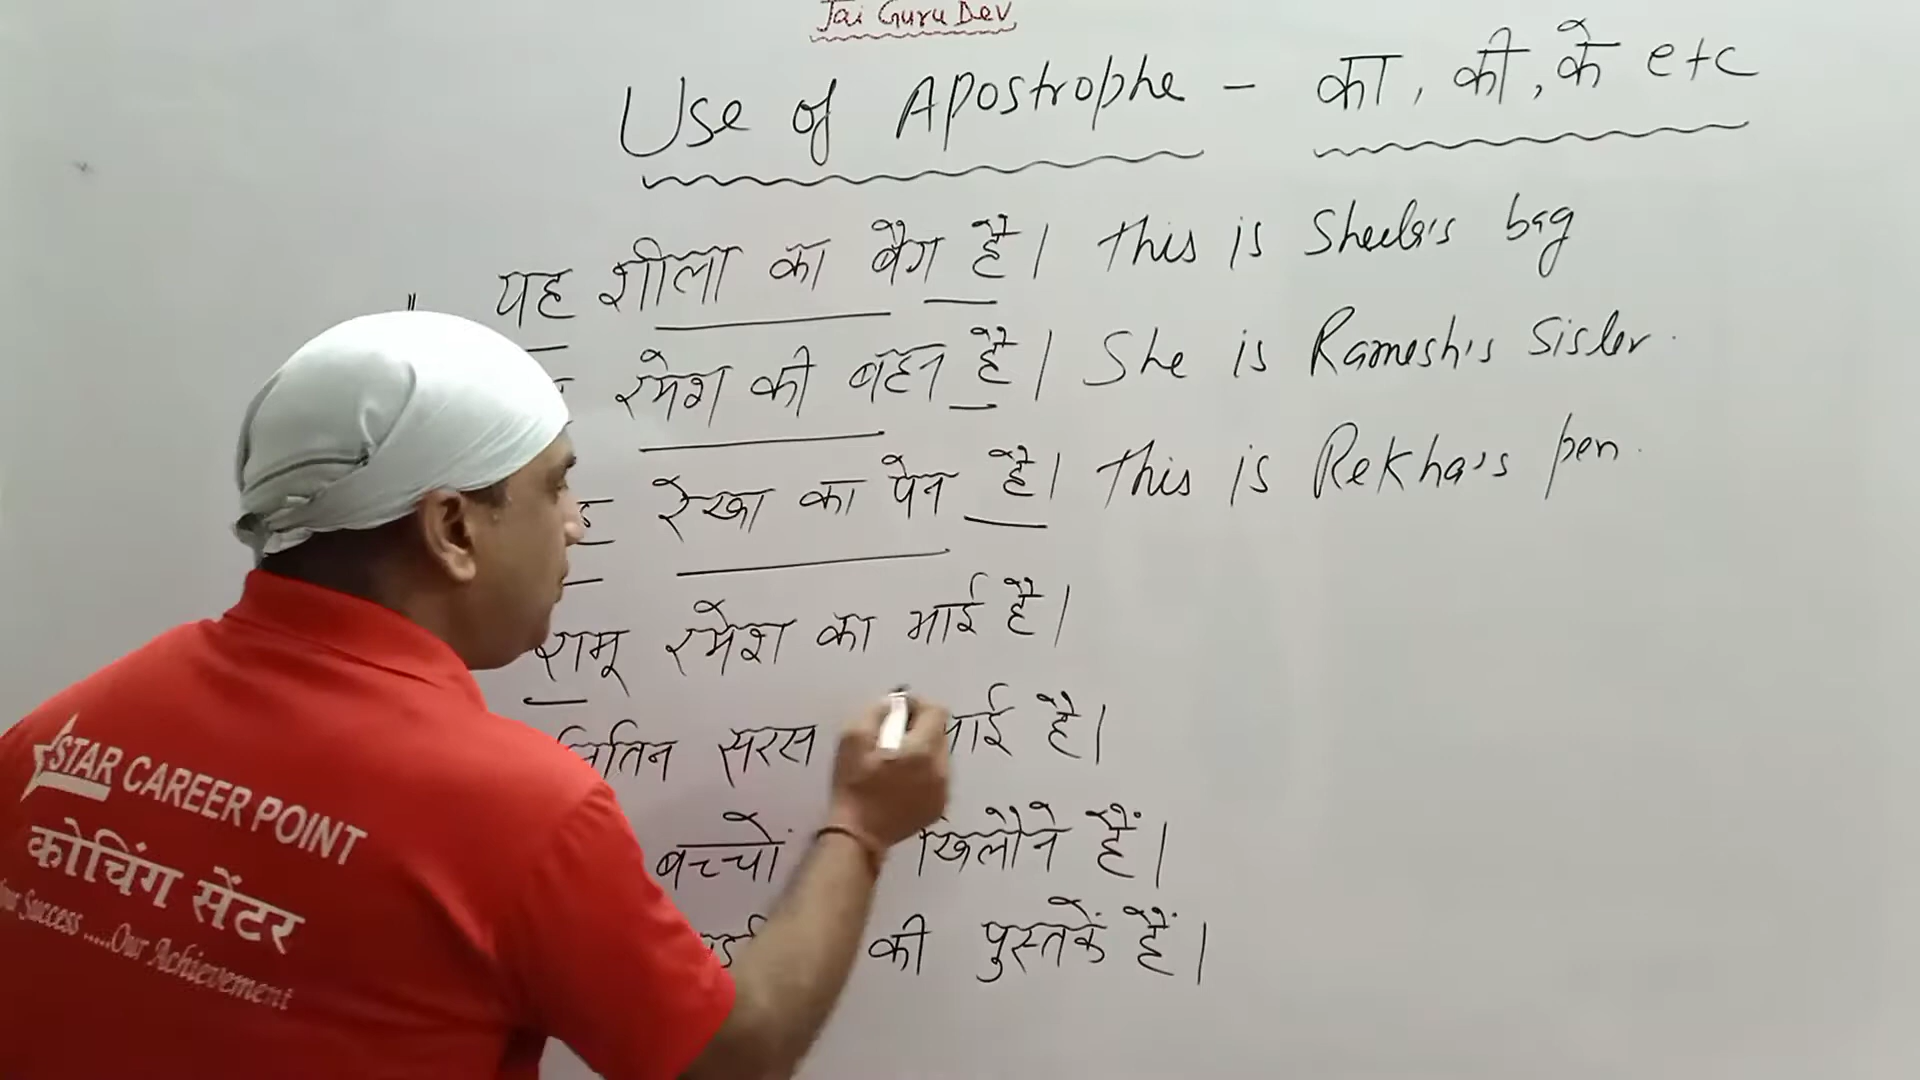 Jai Guru Dev
Use of Apostrophe - का, की, के etc
यह शीला का बैग है। This is Sheela's bag
रमेश की बहन है। She is Ramesh's Sister.
रेखा का पेन है। This is Rekha's pen.
रामू रमेश का भाई है।
नितिन सरस भाई है।
बच्चों खिलौने हैं।
की पुस्तकें हैं।
STAR CAREER POINT
कोचिंग सेंटर
Success .....Our Achievement